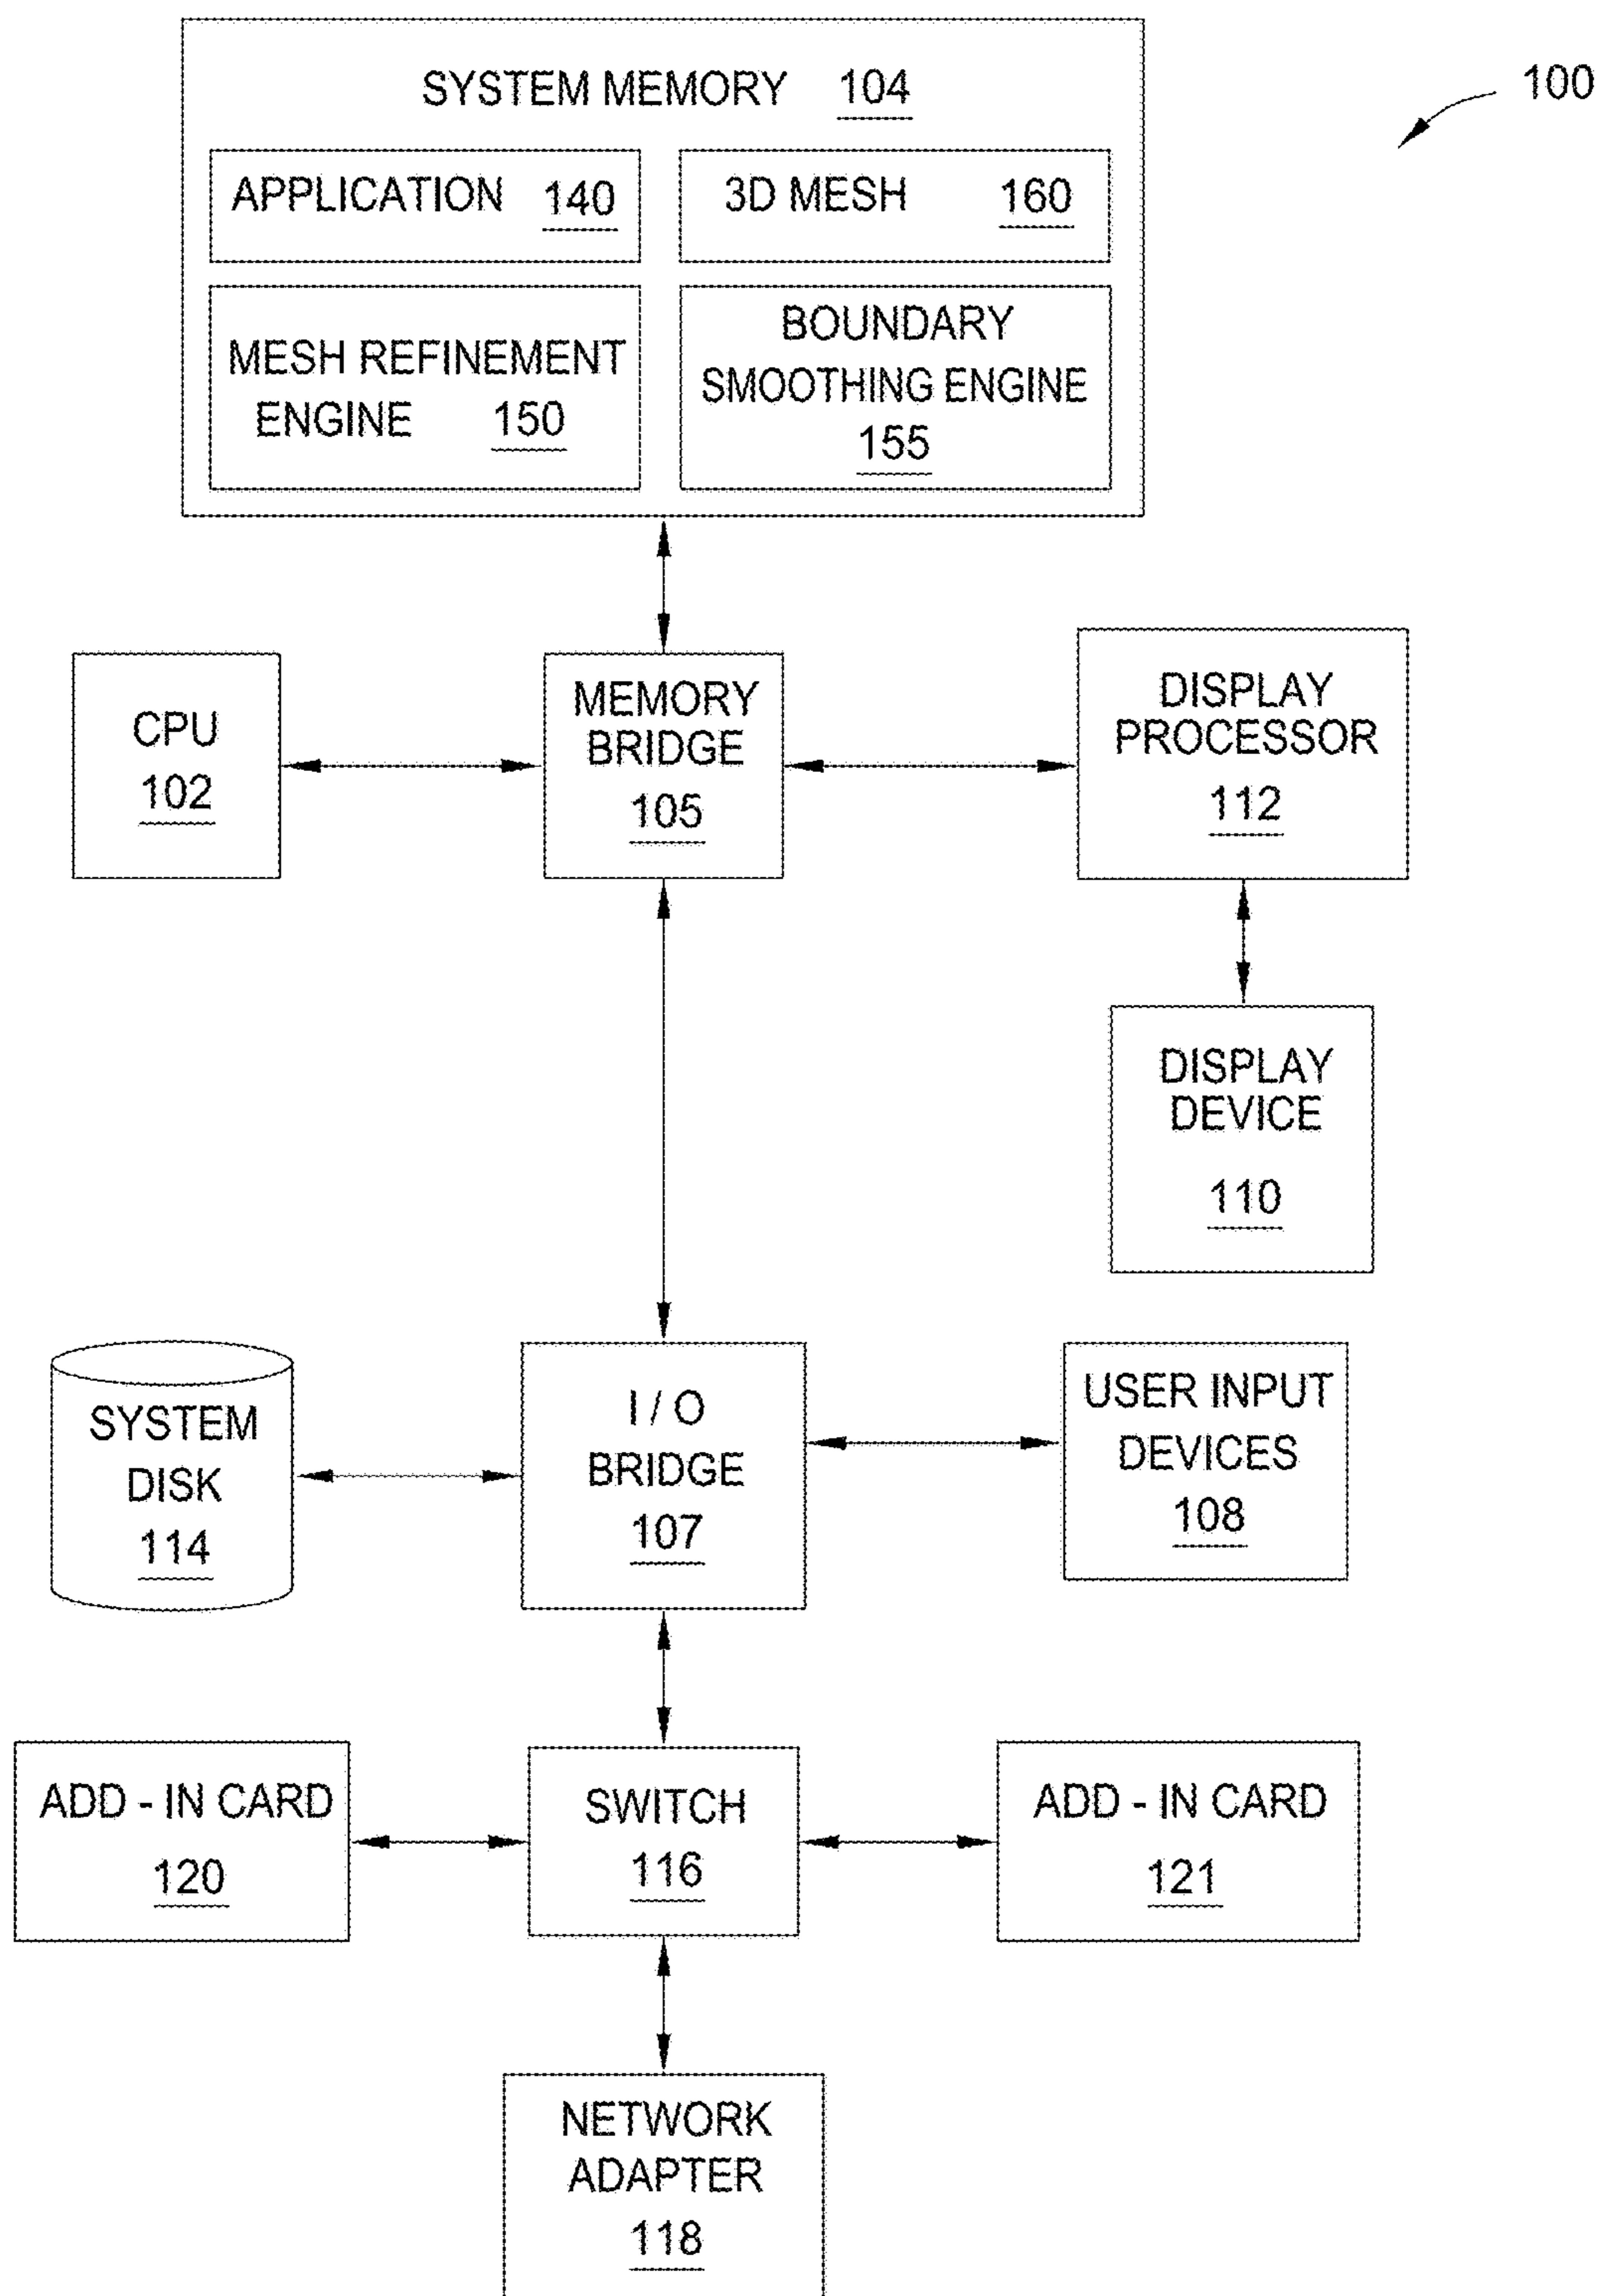 SYSTEM MEMORY 104
100
APPLICATION 140
3D MESH 160
MESH REFINEMENT
ENGINE 150
BOUNDARY
SMOOTHING ENGINE
155
CPU
102
MEMORY
BRIDGE
105
DISPLAY
PROCESSOR
112
DISPLAY
DEVICE
110
SYSTEM
DISK
114
I / O
BRIDGE
107
USER INPUT
DEVICES
108
ADD - IN CARD
120
SWITCH
116
ADD - IN CARD
121
NETWORK
ADAPTER
118